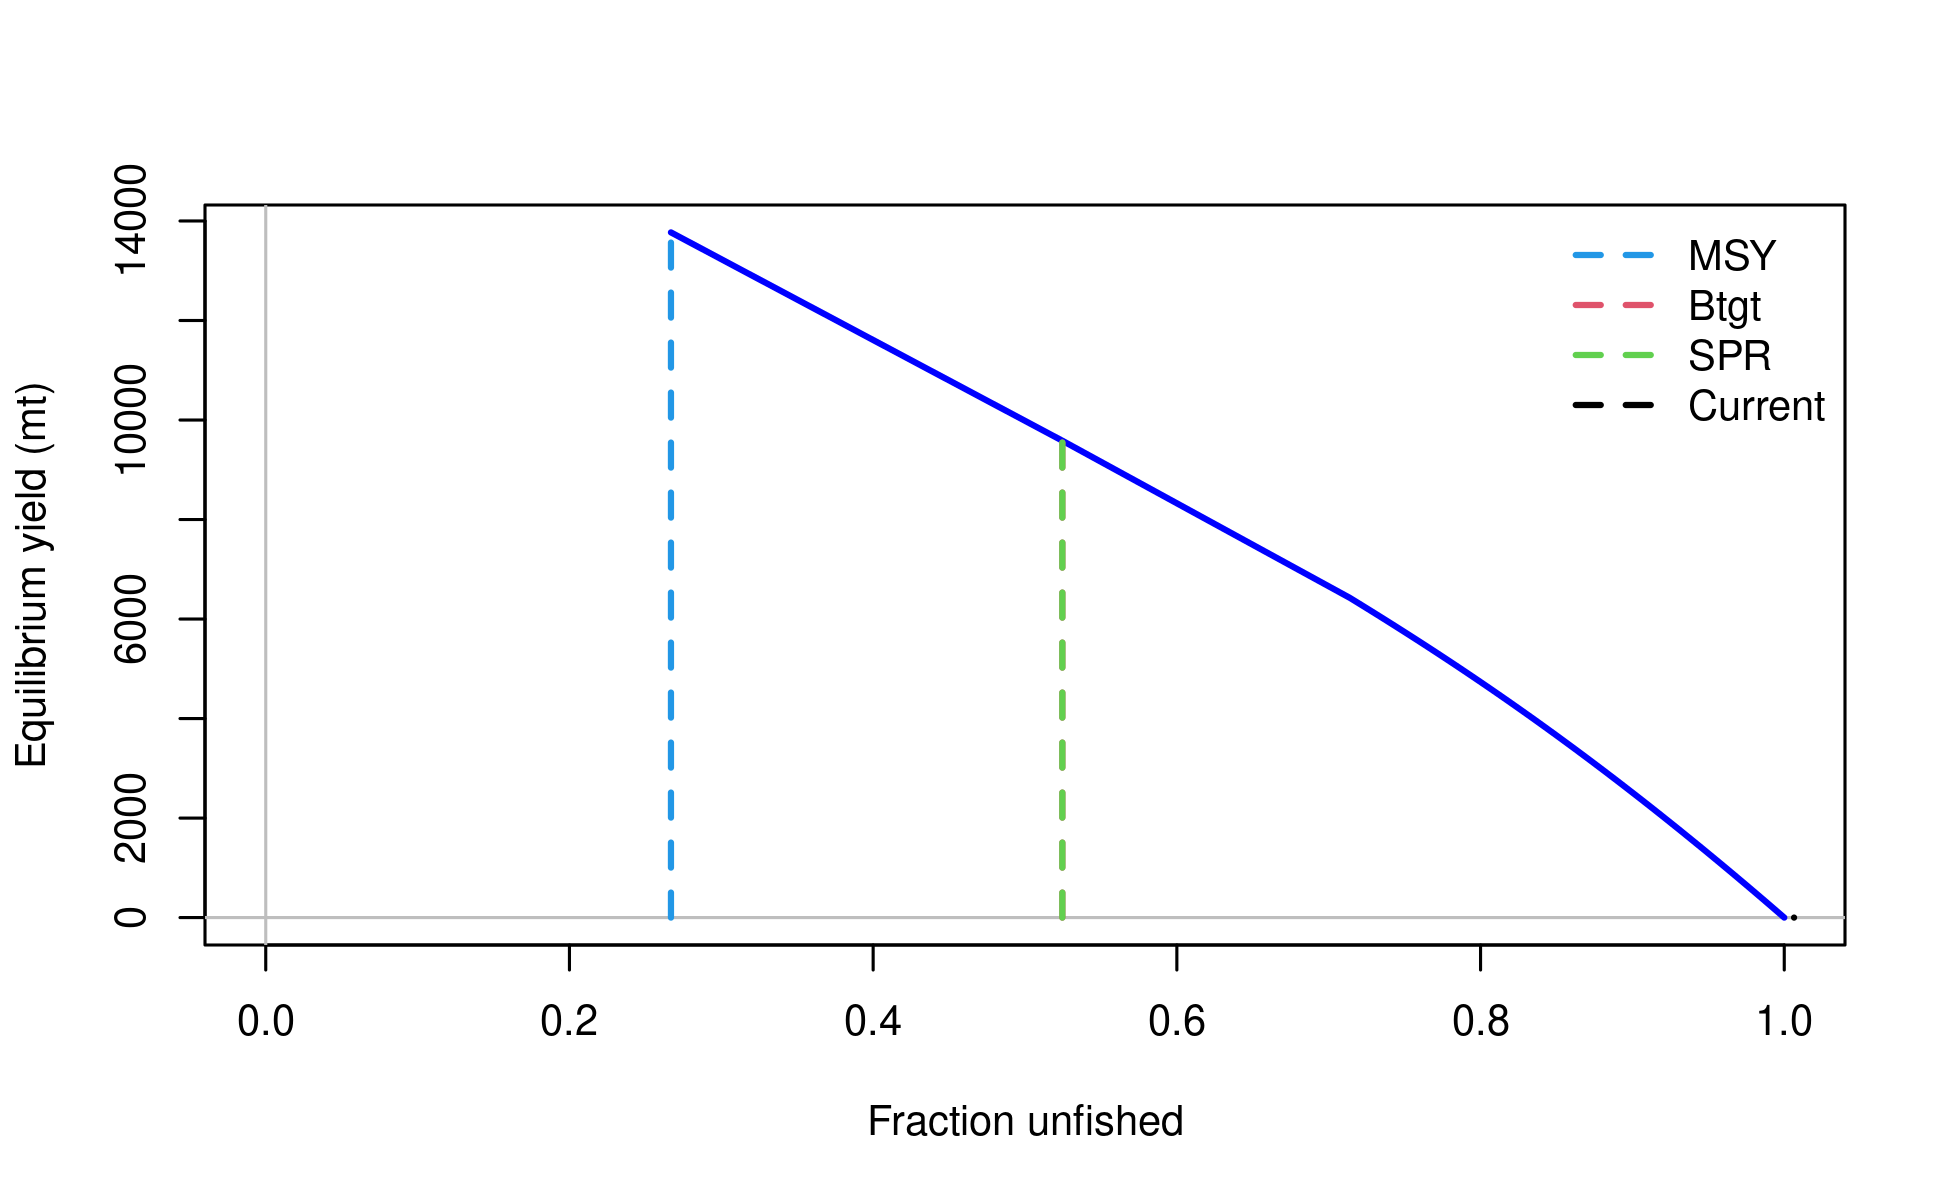 14000
10000
6000
2000
0
Equilibrium yield (mt)
MSY
Btgt
SPR
Current
0.0 0.2 0.4 0.6 0.8 1.0
Fraction unfished